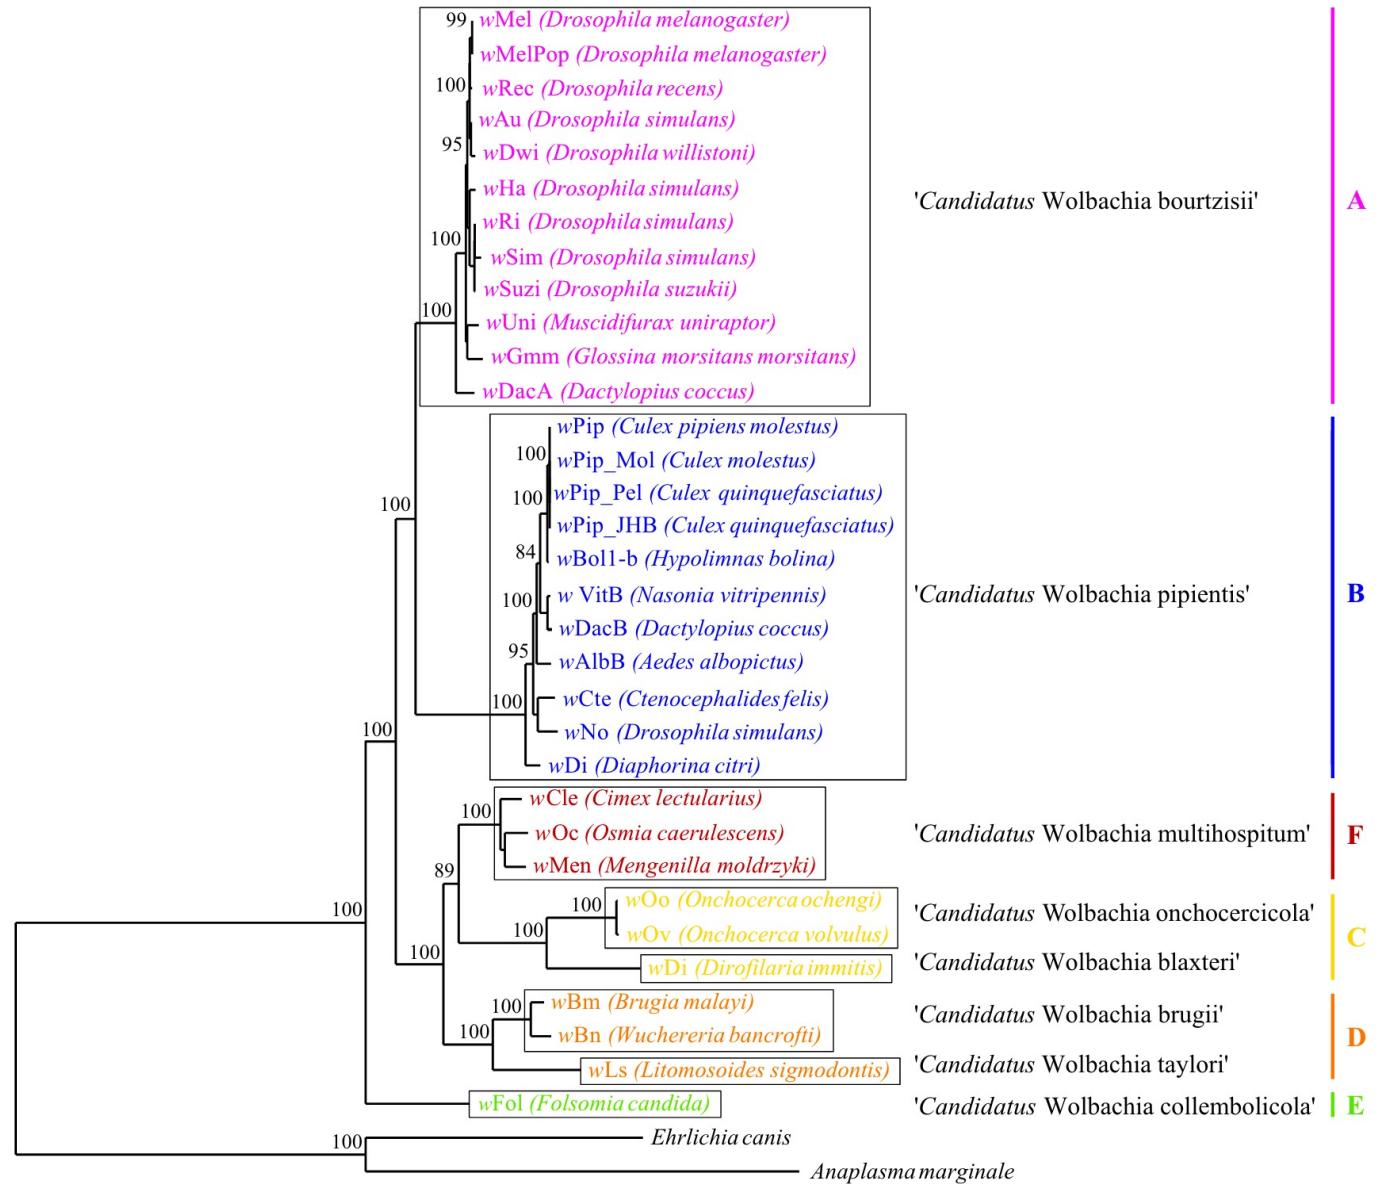 99
wMel (Drosophila melanogaster)
wMelPop (Drosophila melanogaster)
100
wRec (Drosophila recens)
wAu (Drosophila simulans)
95
wDwi (Drosophila willistoni)
wHa (Drosophila simulans)
'Candidatus Wolbachia bourtzisii'
A
wRi (Drosophila simulans)
100
wSim (Drosophila simulans)
wSuzi (Drosophila suzukii)
100
wUni (Muscidifurax uniraptor)
wGmm (Glossina morsitans morsitans)
wDacA (Dactylopius coccus)
wPip (Culex pipiens molestus)
100
wPip_Mol (Culex molestus)
100
wPip_Pel (Culex quinquefasciatus)
100
wPip_JHB (Culex quinquefasciatus)
84
wBol1-b (Hypolimnas bolina)
100
w VitB (Nasonia vitripennis)
'Candidatus Wolbachia pipientis'
B
wDacB (Dactylopius coccus)
95
wAlbB (Aedes albopictus)
100
wCte (Ctenocephalides felis)
100
wNo (Drosophila simulans)
wDi (Diaphorina citri)
100
wCle (Cimex lectularius)
wOc (Osmia caerulescens)
'Candidatus Wolbachia multihospitum'
F
wMen (Mengenilla moldrzyki)
89
100
wOo (Onchocerca ochengi)
100
'Candidatus Wolbachia onchocercicola'
100
wOv (Onchocerca volvulus)
C
100
wDi (Dirofilaria immitis)
'Candidatus Wolbachia blaxteri'
100
wBm (Brugia malayi)
'Candidatus Wolbachia brugii'
100
wBn (Wuchereria bancrofti)
D
wLs (Litomosoides sigmodontis)
'Candidatus Wolbachia taylori'
wFol (Folsomia candida)
'Candidatus Wolbachia collembolicola'
E
100
Ehrlichia canis
Anaplasma marginale